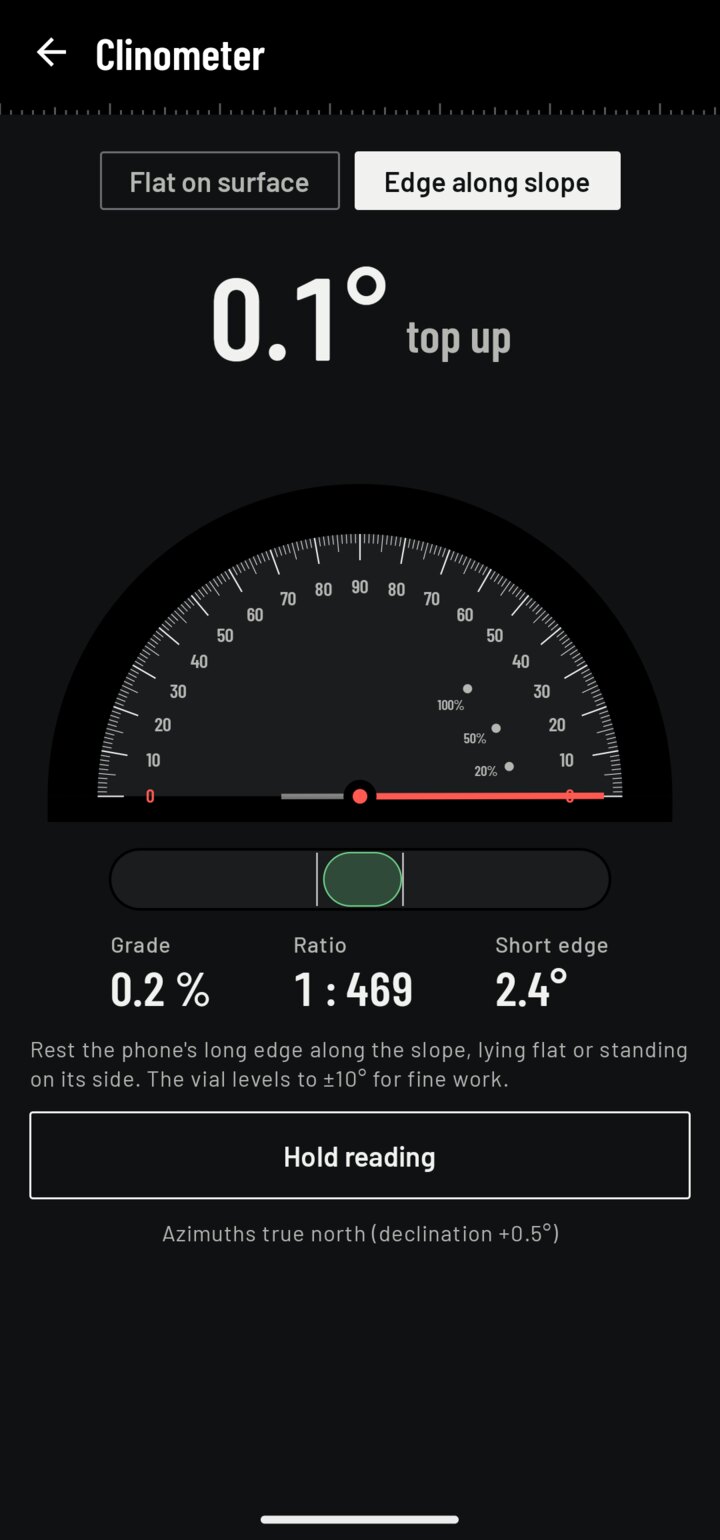 Clinometer
Flat on surface
Edge along slope
0.1° top up
90
80 80
70 70
60 60
50 50
40 40
30 30
100%
20 20
50%
10 10
20%
0 0
Grade Ratio Short edge
0.2 % 1 : 469 2.4°
Rest the phone's long edge along the slope, lying flat or standing
on its side. The vial levels to ±10° for fine work.
Hold reading
Azimuths true north (declination +0.5°)